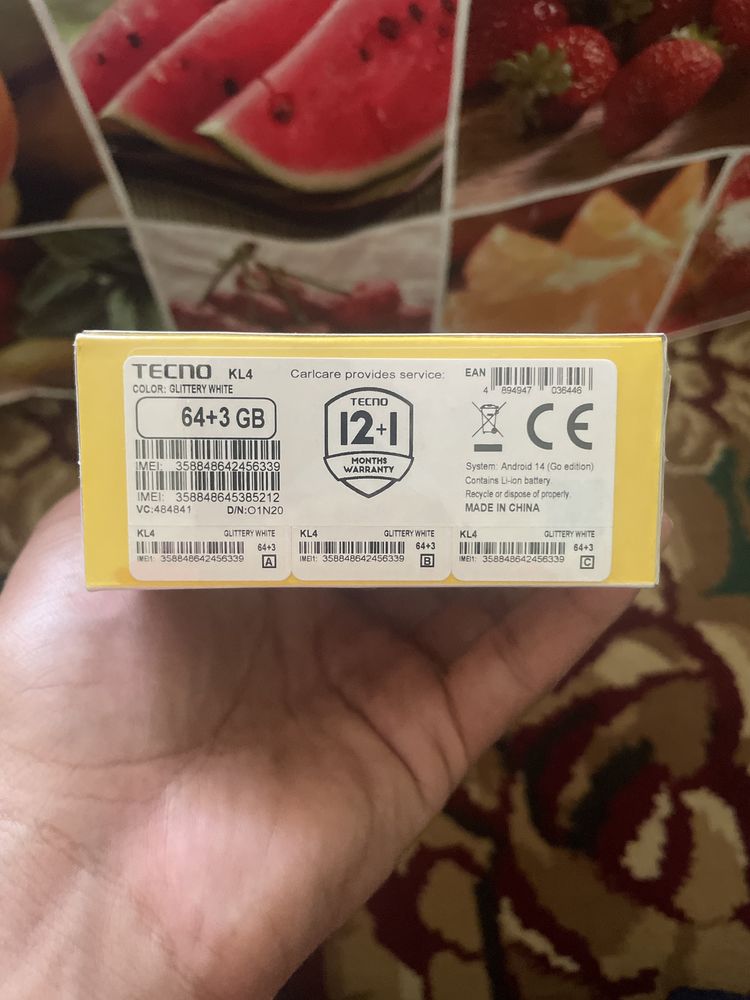 TECNO KL4
COLOR: GLITTERY WHITE
64+3 GB
IMEI: 358848642456339
IMEI: 358848645385212
VC:484841 D/N:O1N20
Carlcare provides service:
TECNO
12+1
MONTHS
WARRANTY
EAN
4 894947 036446
CE
System: Android 14 (Go edition)
Contains Li-ion battery.
Recycle or dispose of properly.
MADE IN CHINA
KL4 GLITTERY WHITE
64+3
IMEI1: 358848642456339 A
KL4 GLITTERY WHITE
64+3
IMEI1: 358848642456339 B
KL4 GLITTERY WHITE
64+3
IMEI1: 358848642456339 C